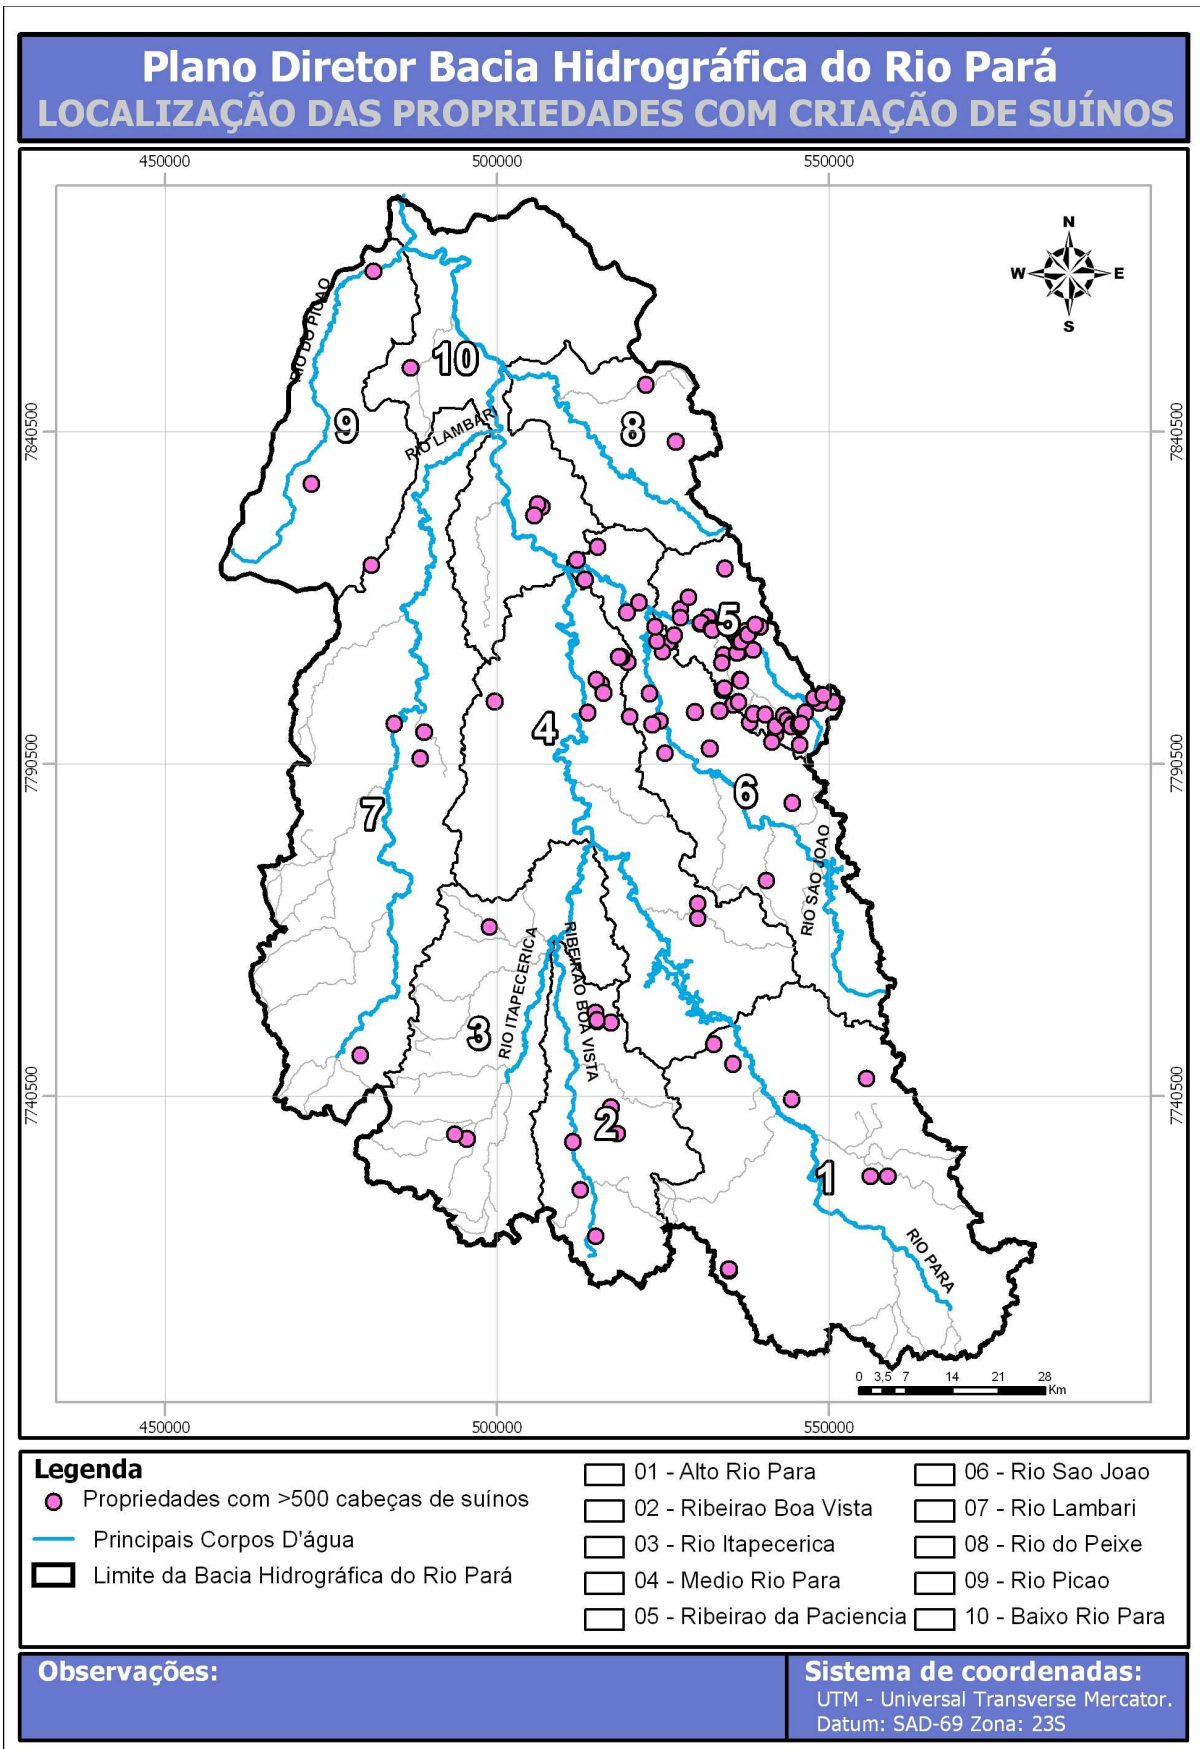 Plano Diretor Bacia Hidrográfica do Rio Pará
LOCALIZAÇÃO DAS PROPRIEDADES COM CRIAÇÃO DE SUÍNOS
450000 500000 550000
N
W E
S
RIO DO PICAO
10
9
8
RIO LAMBARI
7840500 7840500
5
4
7790500 7790500
6
7
RIO SAO JOAO
RIBEIRAO BOA VISTA
RIO ITAPECERICA
3
7740500 7740500
2
1
RIO PARA
0 3,5 7 14 21 28
Km
450000 500000 550000
Legenda
Propriedades com >500 cabeças de suínos
Principais Corpos D'água
Limite da Bacia Hidrográfica do Rio Pará
01 - Alto Rio Para
02 - Ribeirao Boa Vista
03 - Rio Itapecerica
04 - Medio Rio Para
05 - Ribeirao da Paciencia
06 - Rio Sao Joao
07 - Rio Lambari
08 - Rio do Peixe
09 - Rio Picao
10 - Baixo Rio Para
Observações:
Sistema de coordenadas:
UTM - Universal Transverse Mercator.
Datum: SAD-69 Zona: 23S